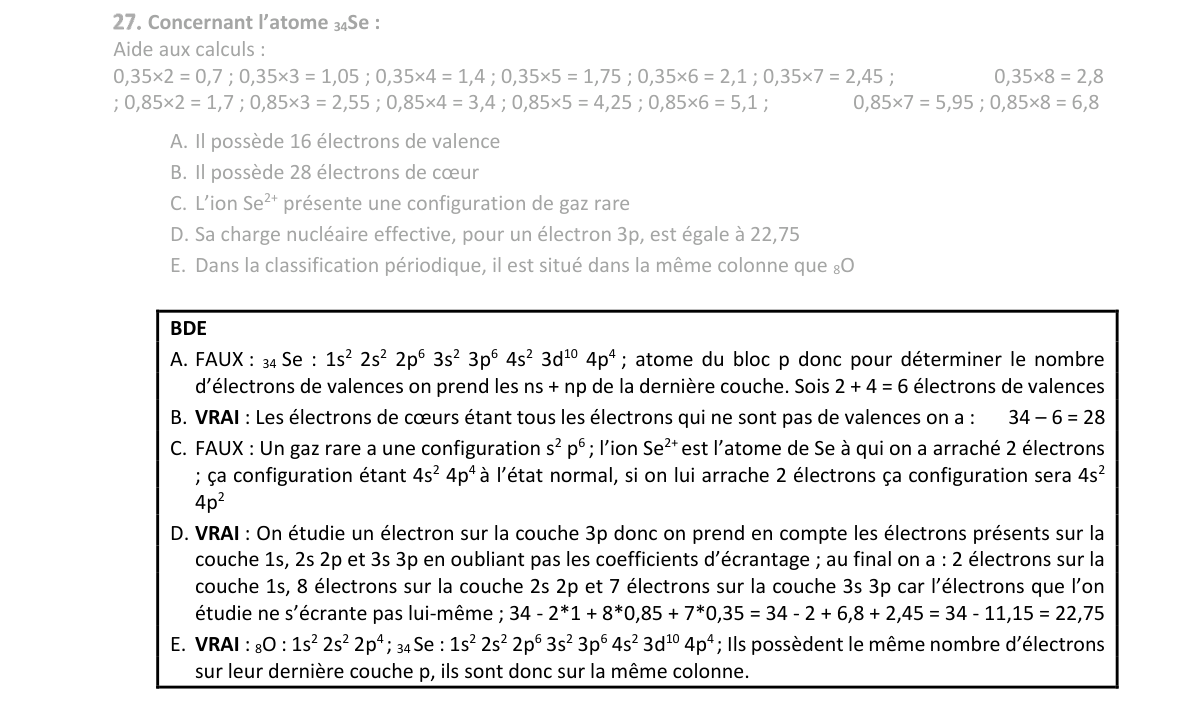 27. Concernant l’atome ₃₄Se :
Aide aux calculs :
0,35×2 = 0,7 ; 0,35×3 = 1,05 ; 0,35×4 = 1,4 ; 0,35×5 = 1,75 ; 0,35×6 = 2,1 ; 0,35×7 = 2,45 ; 0,35×8 = 2,8
; 0,85×2 = 1,7 ; 0,85×3 = 2,55 ; 0,85×4 = 3,4 ; 0,85×5 = 4,25 ; 0,85×6 = 5,1 ; 0,85×7 = 5,95 ; 0,85×8 = 6,8
A. Il possède 16 électrons de valence
B. Il possède 28 électrons de cœur
C. L’ion Se²⁺ présente une configuration de gaz rare
D. Sa charge nucléaire effective, pour un électron 3p, est égale à 22,75
E. Dans la classification périodique, il est situé dans la même colonne que ₈O
BDE
A. FAUX : ₃₄ Se : 1s² 2s² 2p⁶ 3s² 3p⁶ 4s² 3d¹⁰ 4p⁴ ; atome du bloc p donc pour déterminer le nombre
d’électrons de valences on prend les ns + np de la dernière couche. Sois 2 + 4 = 6 électrons de valences
B. VRAI : Les électrons de cœurs étant tous les électrons qui ne sont pas de valences on a : 34 – 6 = 28
C. FAUX : Un gaz rare a une configuration s² p⁶ ; l’ion Se²⁺ est l’atome de Se à qui on a arraché 2 électrons
; ça configuration étant 4s² 4p⁴ à l’état normal, si on lui arrache 2 électrons ça configuration sera 4s²
4p²
D. VRAI : On étudie un électron sur la couche 3p donc on prend en compte les électrons présents sur la
couche 1s, 2s 2p et 3s 3p en oubliant pas les coefficients d’écrantage ; au final on a : 2 électrons sur la
couche 1s, 8 électrons sur la couche 2s 2p et 7 électrons sur la couche 3s 3p car l’électrons que l’on
étudie ne s’écrante pas lui-même ; 34 - 2*1 + 8*0,85 + 7*0,35 = 34 - 2 + 6,8 + 2,45 = 34 - 11,15 = 22,75
E. VRAI : ₈O : 1s² 2s² 2p⁴ ; ₃₄ Se : 1s² 2s² 2p⁶ 3s² 3p⁶ 4s² 3d¹⁰ 4p⁴ ; Ils possèdent le même nombre d’électrons
sur leur dernière couche p, ils sont donc sur la même colonne.